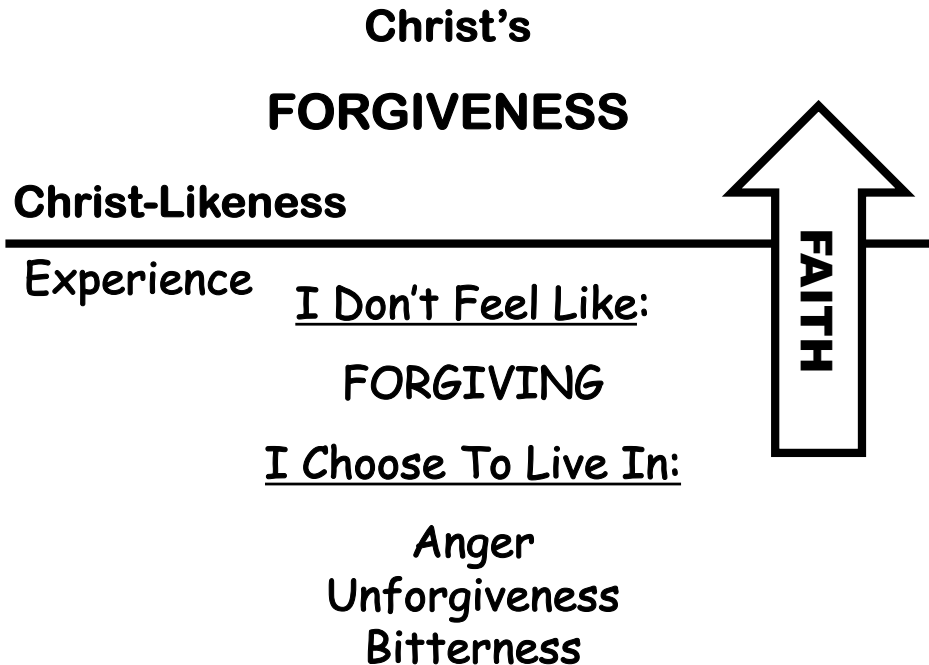 Christ's
FORGIVENESS
Christ-Likeness
Experience
I Don't Feel Like:
FORGIVING
I Choose To Live In:
Anger
Unforgiveness
Bitterness
FAITH